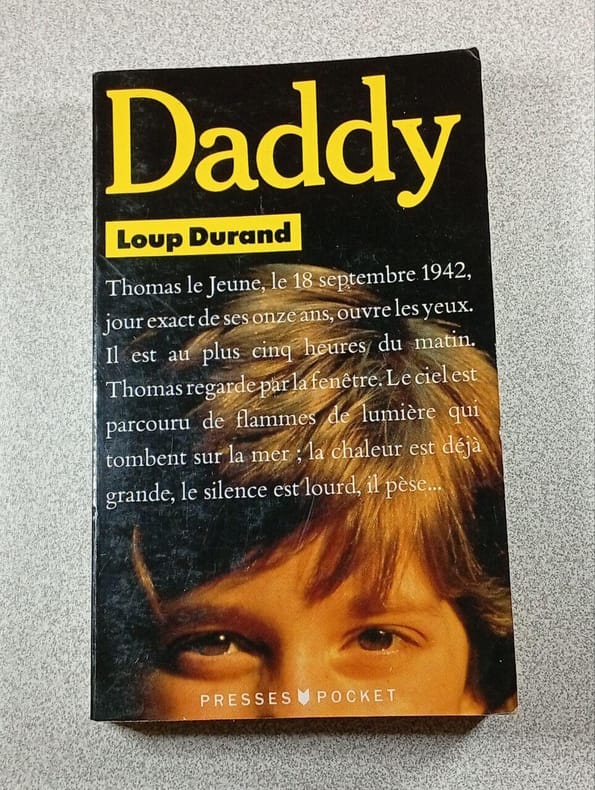 Daddy
Loup Durand
Thomas le Jeune, le 18 septembre 1942,
jour exact de ses onze ans, ouvre les yeux.
Il est au plus cinq heures du matin.
Thomas regarde par la fenêtre. Le ciel est
parcouru de flammes de lumière qui
tombent sur la mer ; la chaleur est déjà
grande, le silence est lourd, il pèse...
PRESSES POCKET